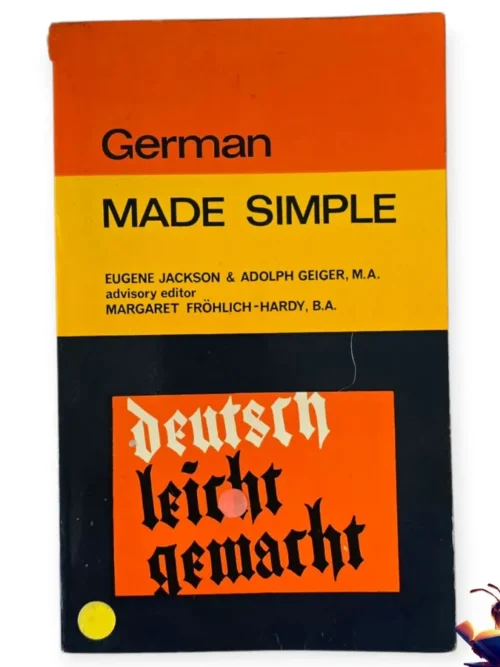 German
MADE SIMPLE
EUGENE JACKSON & ADOLPH GEIGER, M.A.
advisory editor
MARGARET FRÖHLICH-HARDY, B.A.
deutsch
leicht
gemacht